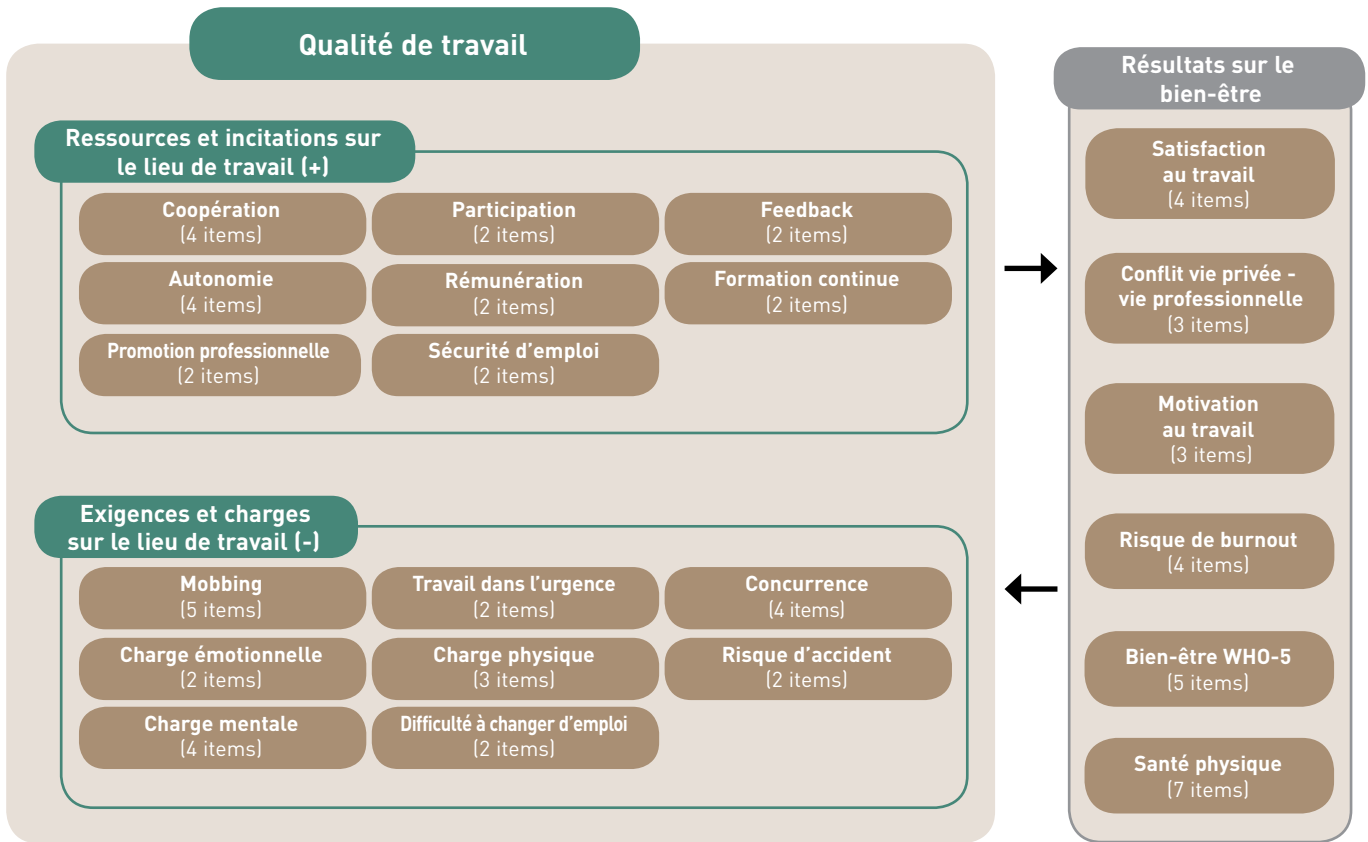 Qualité de travail
Ressources et incitations sur
le lieu de travail (+)
Coopération
(4 items)
Participation
(2 items)
Feedback
(2 items)
Autonomie
(4 items)
Rémunération
(2 items)
Formation continue
(2 items)
Promotion professionnelle
(2 items)
Sécurité d'emploi
(2 items)
Exigences et charges
sur le lieu de travail (-)
Mobbing
(5 items)
Travail dans l'urgence
(2 items)
Concurrence
(4 items)
Charge émotionnelle
(2 items)
Charge physique
(3 items)
Risque d'accident
(2 items)
Charge mentale
(4 items)
Difficulté à changer d'emploi
(2 items)
Résultats sur le
bien-être
Satisfaction
au travail
(4 items)
Conflit vie privée -
vie professionnelle
(3 items)
Motivation
au travail
(3 items)
Risque de burnout
(4 items)
Bien-être WHO-5
(5 items)
Santé physique
(7 items)